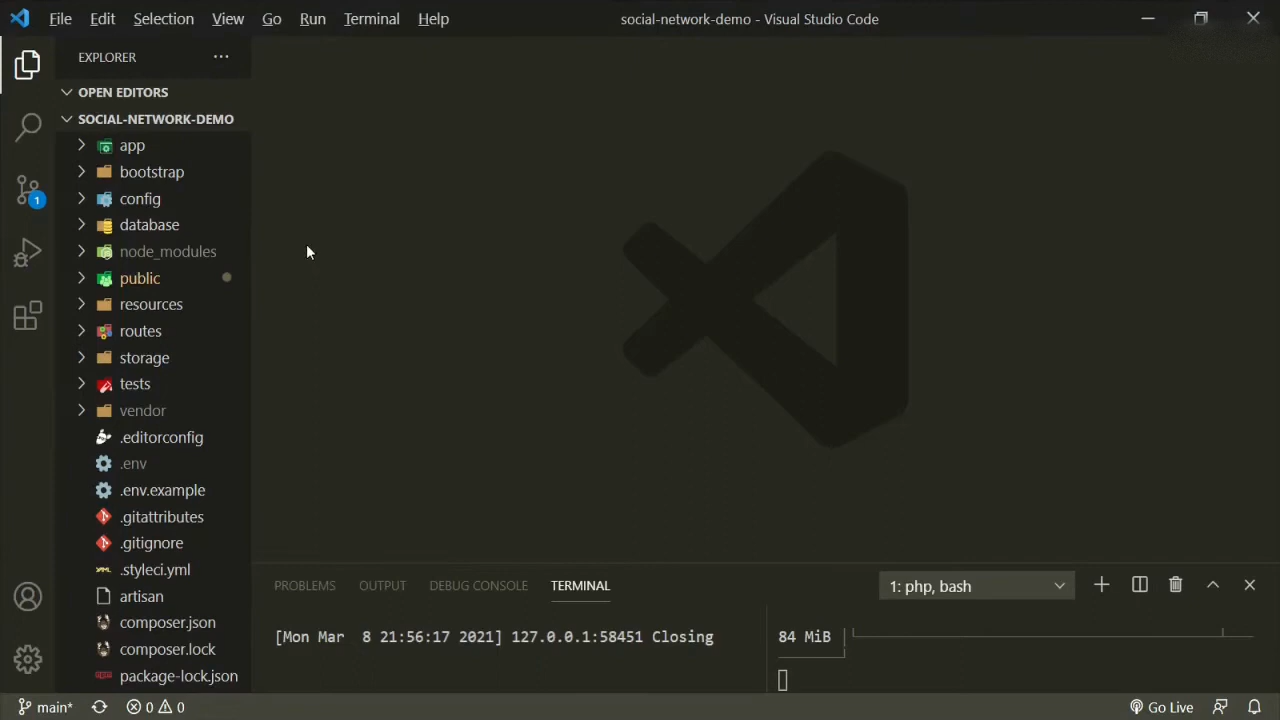 File Edit Selection View Go Run Terminal Help social-network-demo - Visual Studio Code
EXPLORER
OPEN EDITORS
SOCIAL-NETWORK-DEMO
app
bootstrap
config
database
node_modules
public
resources
routes
storage
tests
vendor
.editorconfig
.env
.env.example
.gitattributes
.gitignore
.styleci.yml
artisan
composer.json
composer.lock
package-lock.json
1
PROBLEMS OUTPUT DEBUG CONSOLE TERMINAL 1: php, bash
[Mon Mar  8 21:56:17 2021] 127.0.0.1:58451 Closing
84 MiB
main* 0 0 Go Live